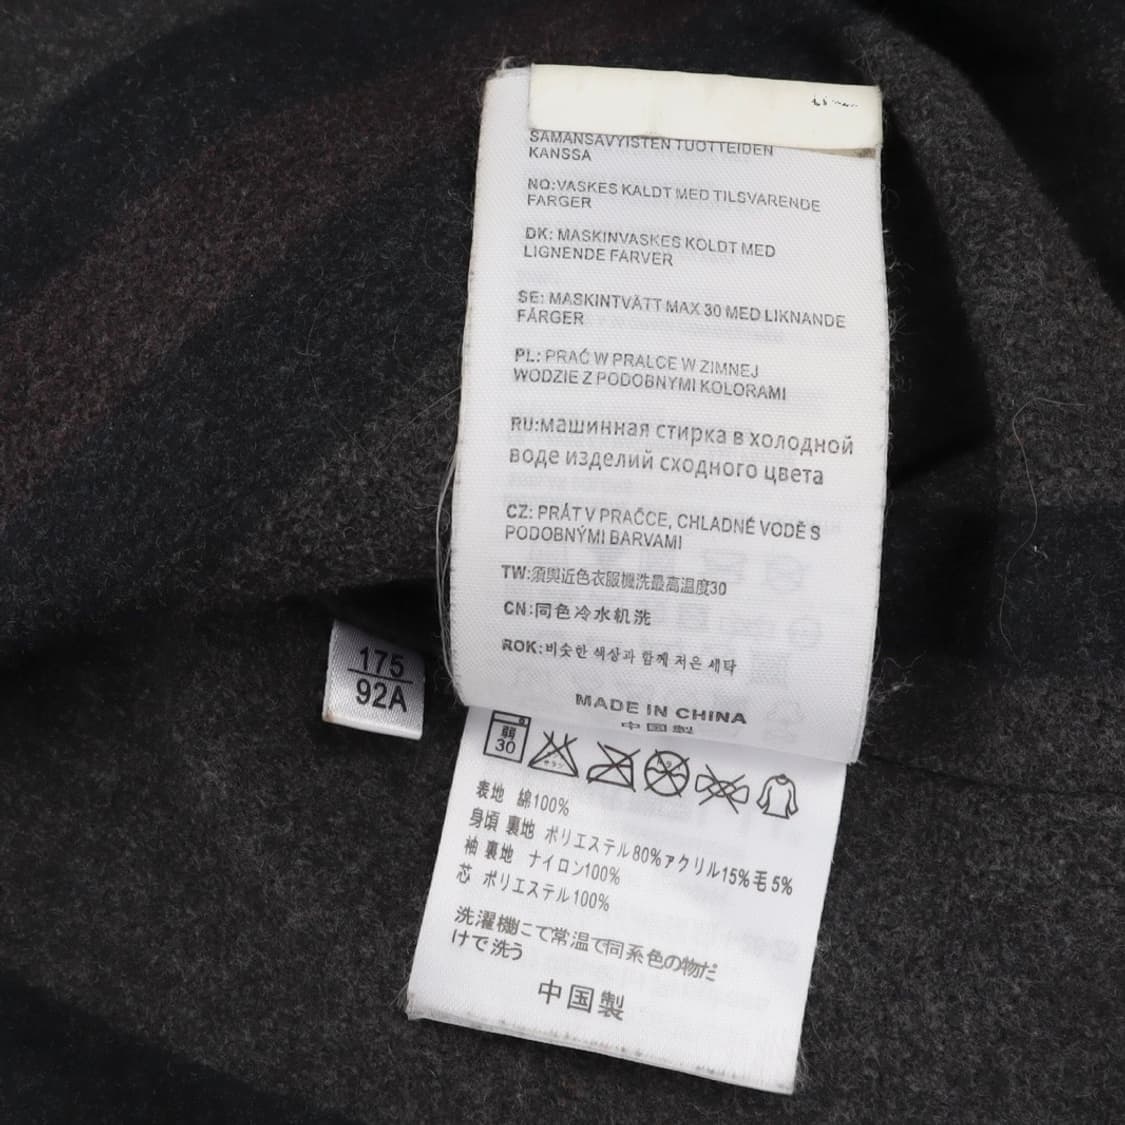 SAMANSÄVYISTEN TUOTTEIDEN
KANSSA
NO:VASKES KALDT MED TILSVARENDE
FARGER
DK: MASKINVASKES KOLDT MED
LIGNENDE FARVER
SE: MASKINTVÄTT MAX 30 MED LIKNANDE
FÄRGER
PL: PRAĆ W PRALCE W ZIMNEJ
WODZIE Z PODOBNYMI KOLORAMI
RU:машинная стирка в холодной
воде изделий сходного цвета
CZ: PRÁT V PRAČCE, CHLADNÉ VODĚ S
PODOBNÝMI BARVAMI
TW:須與近色衣服機洗最高温度30
CN:同色冷水机洗
ROK:비슷한 색상과 함께 저은 세탁
MADE IN CHINA
中国製
175
92A
弱
30
表地 綿100%
身頃 裏地 ポリエステル80%アクリル15%毛5%
袖 裏地 ナイロン100%
芯 ポリエステル100%
洗濯機にて常温で同系色の物だ
けで洗う
中国製